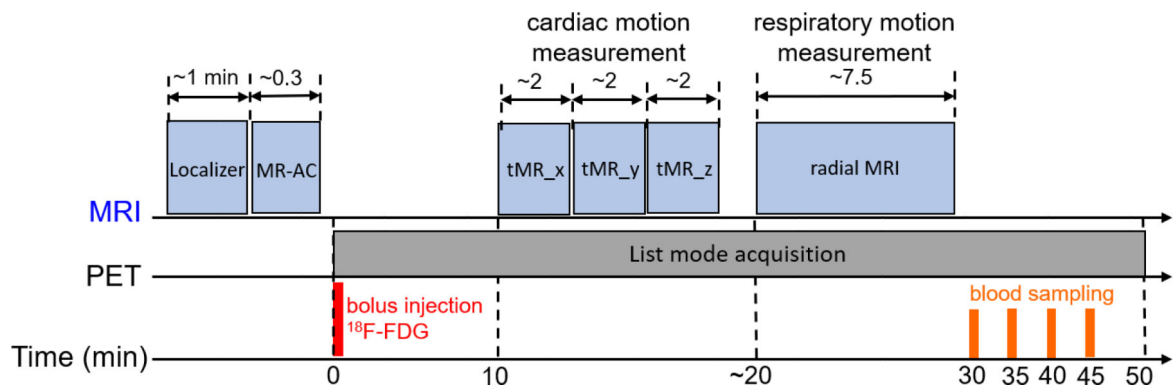 cardiac motion
measurement
respiratory motion
measurement
~1 min
~0.3
~2
~2
~2
~7.5
Localizer
MR-AC
tMR_x
tMR_y
tMR_z
radial MRI
MRI
List mode acquisition
PET
bolus injection
¹⁸F-FDG
blood sampling
Time (min)
0
10
~20
30
35
40
45
50